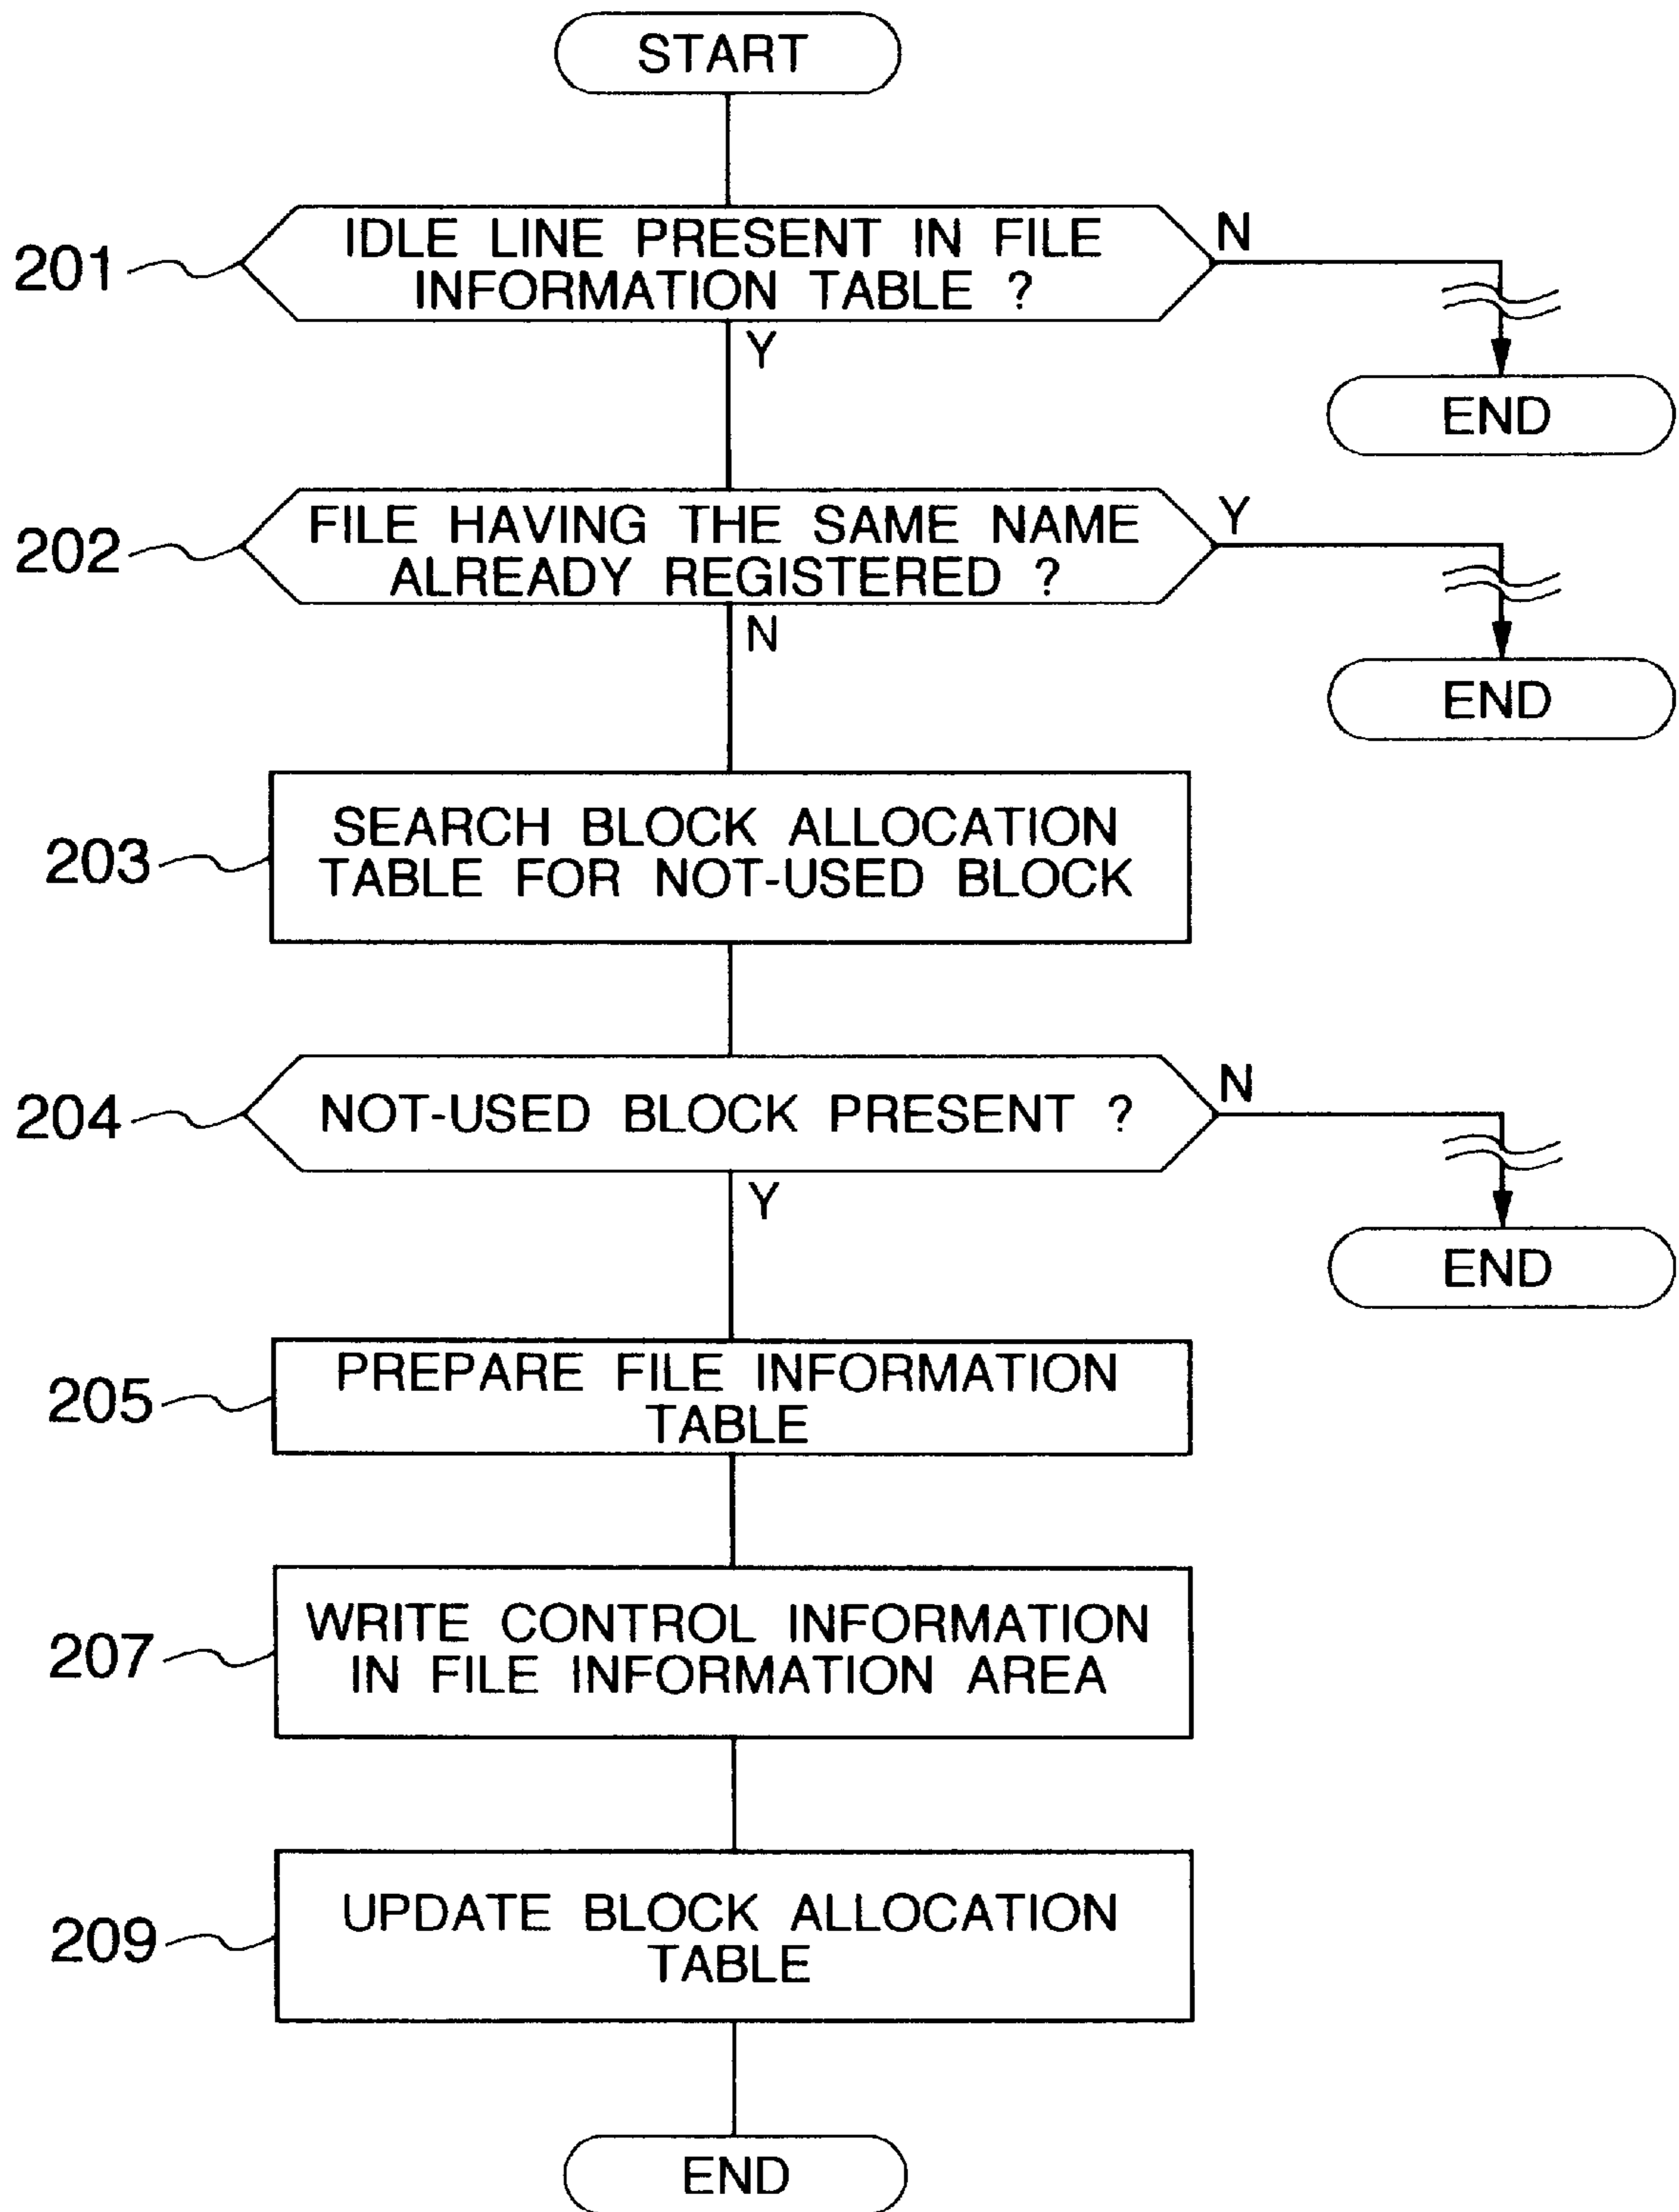 START
201
IDLE LINE PRESENT IN FILE
INFORMATION TABLE ?
N
Y
END
202
FILE HAVING THE SAME NAME
ALREADY REGISTERED ?
Y
N
END
203
SEARCH BLOCK ALLOCATION
TABLE FOR NOT-USED BLOCK
204
NOT-USED BLOCK PRESENT ?
N
Y
END
205
PREPARE FILE INFORMATION
TABLE
207
WRITE CONTROL INFORMATION
IN FILE INFORMATION AREA
209
UPDATE BLOCK ALLOCATION
TABLE
END